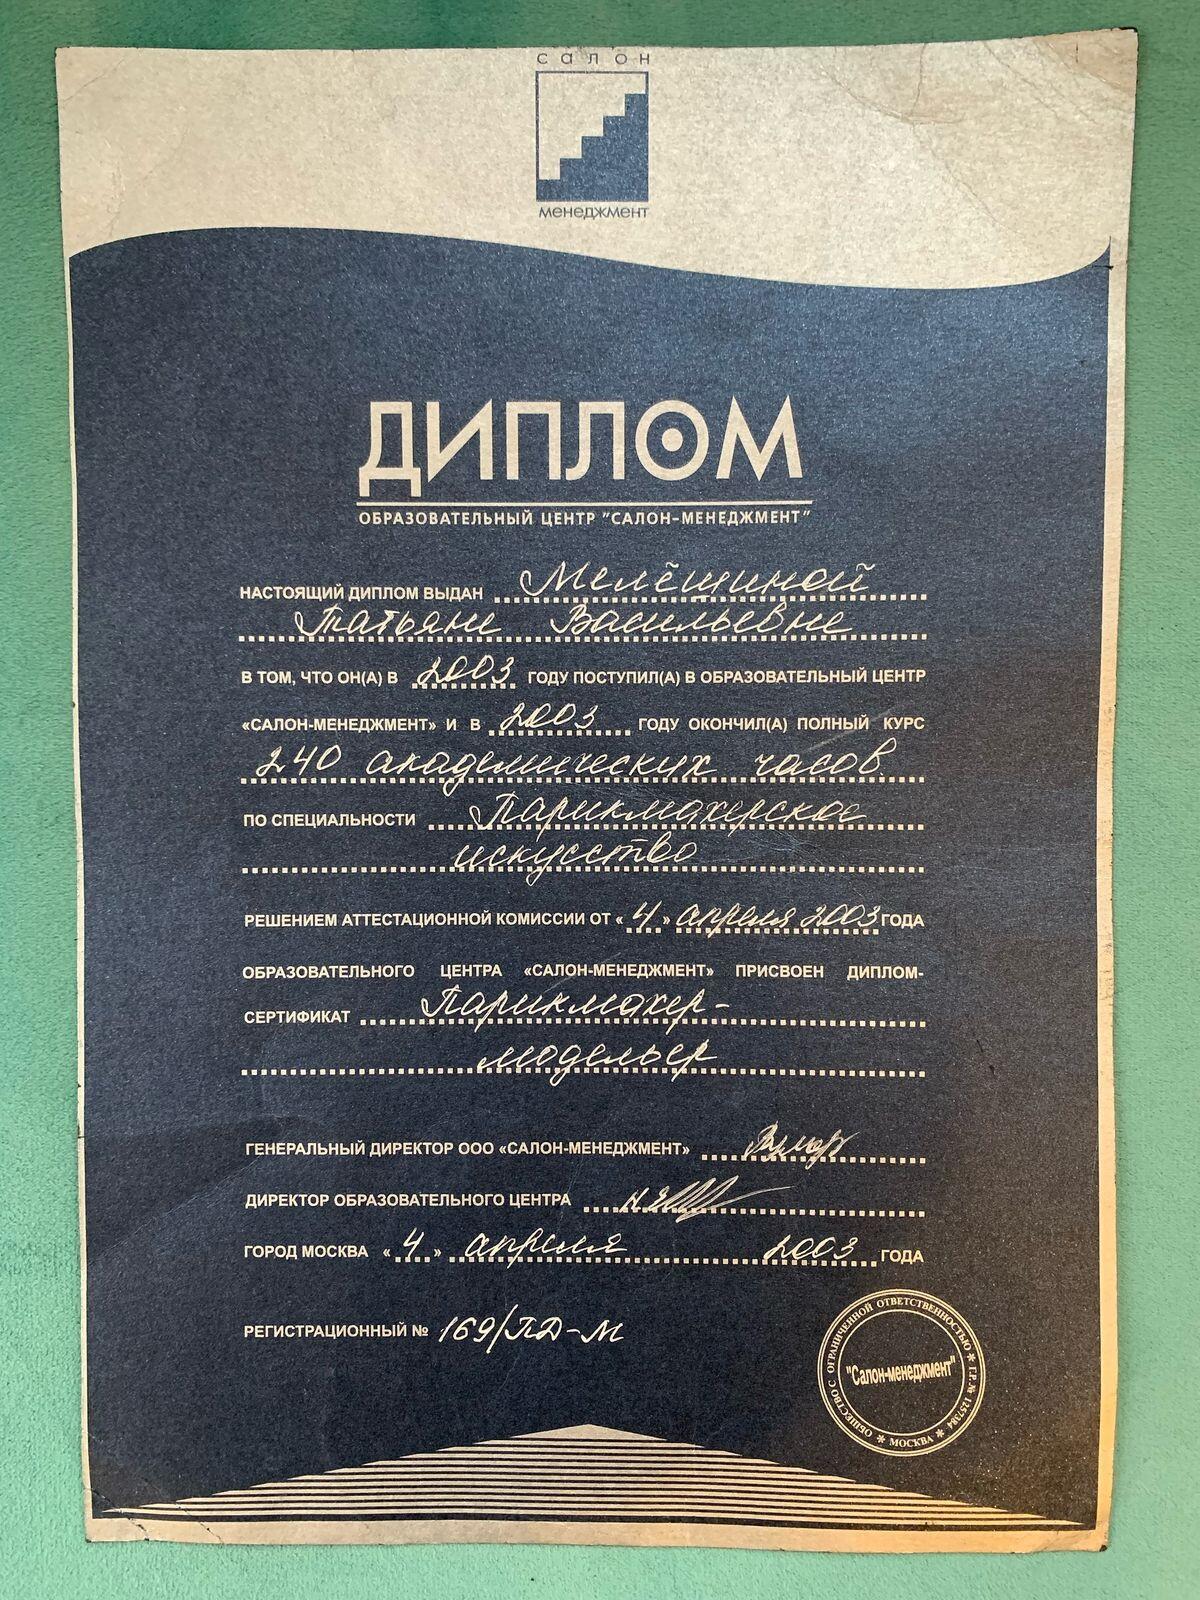 салон
менеджмент
ДИПЛОМ
ОБРАЗОВАТЕЛЬНЫЙ ЦЕНТР "САЛОН-МЕНЕДЖМЕНТ"
НАСТОЯЩИЙ ДИПЛОМ ВЫДАН Мелёшиной
Татьяне Васильевне
В ТОМ, ЧТО ОН(А) В 2003 ГОДУ ПОСТУПИЛ(А) В ОБРАЗОВАТЕЛЬНЫЙ ЦЕНТР
«САЛОН-МЕНЕДЖМЕНТ» И В 2003 ГОДУ ОКОНЧИЛ(А) ПОЛНЫЙ КУРС
240 академических часов.
ПО СПЕЦИАЛЬНОСТИ Парикмахерское
искусство
РЕШЕНИЕМ АТТЕСТАЦИОННОЙ КОМИССИИ ОТ «4» апреля 2003 ГОДА
ОБРАЗОВАТЕЛЬНОГО ЦЕНТРА «САЛОН-МЕНЕДЖМЕНТ» ПРИСВОЕН ДИПЛОМ-
СЕРТИФИКАТ Парикмахер-
модельер
ГЕНЕРАЛЬНЫЙ ДИРЕКТОР ООО «САЛОН-МЕНЕДЖМЕНТ»
ДИРЕКТОР ОБРАЗОВАТЕЛЬНОГО ЦЕНТРА
ГОРОД МОСКВА «4» апреля 2003 ГОДА
РЕГИСТРАЦИОННЫЙ № 169/ПД-М
ОБЩЕСТВО С ОГРАНИЧЕННОЙ ОТВЕТСТВЕННОСТЬЮ * Г.Р. № 1257384 * МОСКВА *
"Салон-менеджмент"